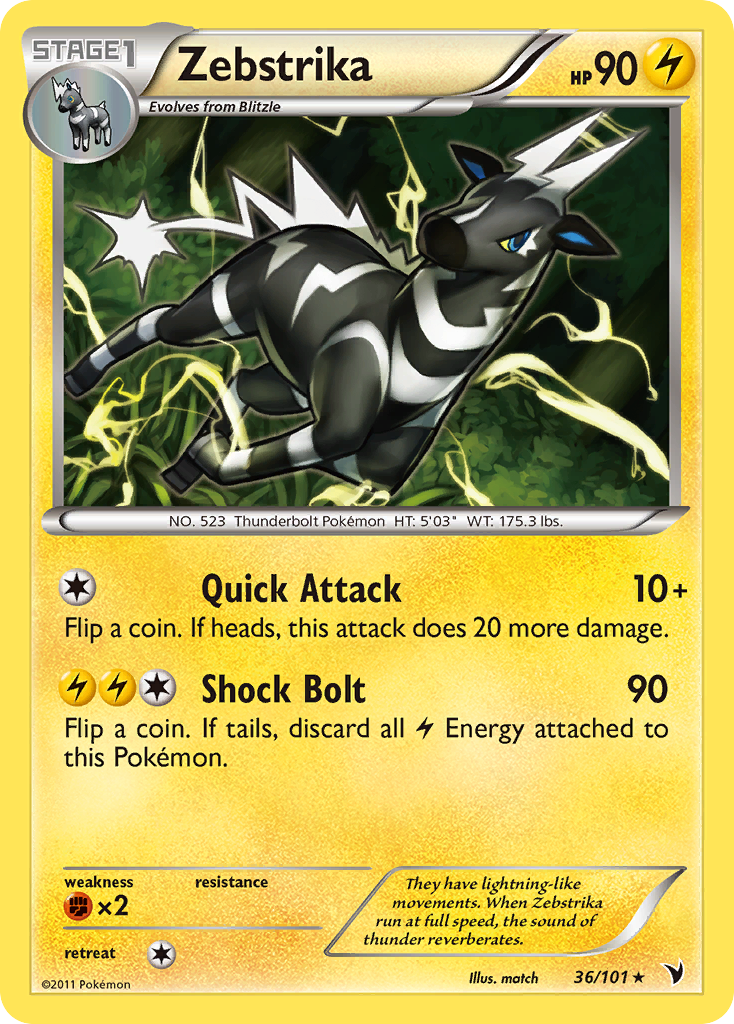 STAGE1
Zebstrika
HP 90
Evolves from Blitzle
NO. 523 Thunderbolt Pokémon HT: 5'03" WT: 175.3 lbs.
Quick Attack 10+
Flip a coin. If heads, this attack does 20 more damage.
Shock Bolt 90
Flip a coin. If tails, discard all Energy attached to
this Pokémon.
weakness resistance
×2
retreat
They have lightning-like
movements. When Zebstrika
run at full speed, the sound of
thunder reverberates.
©2011 Pokémon
Illus. match 36/101 ★